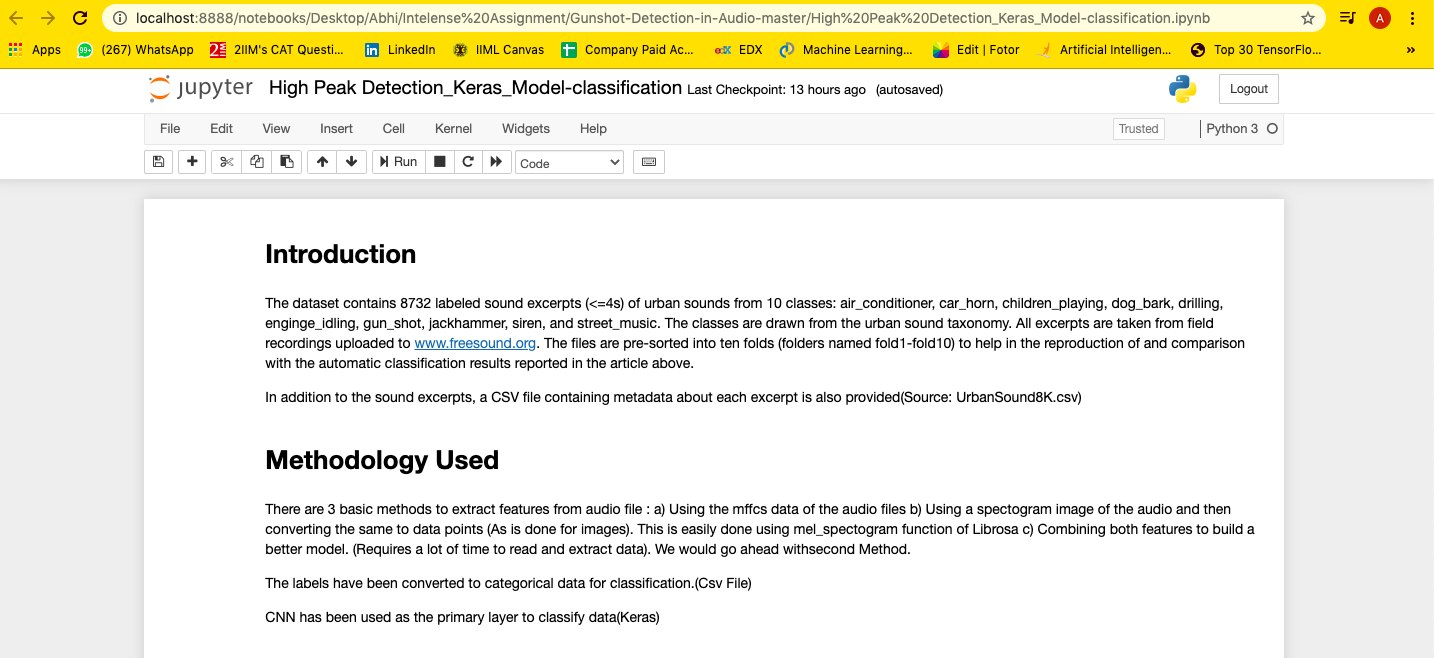 localhost:8888/notebooks/Desktop/Abhi/Intelense%20Assignment/Gunshot-Detection-in-Audio-master/High%20Peak%20Detection_Keras_Model-classification.ipynb
A
Apps 99+ (267) WhatsApp 2IIM's CAT Questi... LinkedIn IIML Canvas Company Paid Ac... edX EDX Machine Learning... Edit | Fotor Artificial Intelligen... Top 30 TensorFlo... »
jupyter High Peak Detection_Keras_Model-classification Last Checkpoint: 13 hours ago (autosaved) Logout
File Edit View Insert Cell Kernel Widgets Help Trusted Python 3
Run Code
Introduction
The dataset contains 8732 labeled sound excerpts (<=4s) of urban sounds from 10 classes: air_conditioner, car_horn, children_playing, dog_bark, drilling,
enginge_idling, gun_shot, jackhammer, siren, and street_music. The classes are drawn from the urban sound taxonomy. All excerpts are taken from field
recordings uploaded to www.freesound.org. The files are pre-sorted into ten folds (folders named fold1-fold10) to help in the reproduction of and comparison
with the automatic classification results reported in the article above.
In addition to the sound excerpts, a CSV file containing metadata about each excerpt is also provided(Source: UrbanSound8K.csv)
Methodology Used
There are 3 basic methods to extract features from audio file : a) Using the mffcs data of the audio files b) Using a spectogram image of the audio and then
converting the same to data points (As is done for images). This is easily done using mel_spectogram function of Librosa c) Combining both features to build a
better model. (Requires a lot of time to read and extract data). We would go ahead withsecond Method.
The labels have been converted to categorical data for classification.(Csv File)
CNN has been used as the primary layer to classify data(Keras)